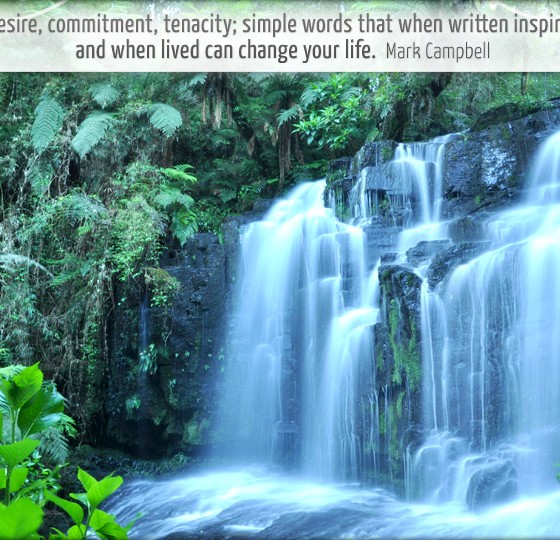 esire, commitment, tenacity; simple words that when written inspir
and when lived can change your life. Mark Campbell